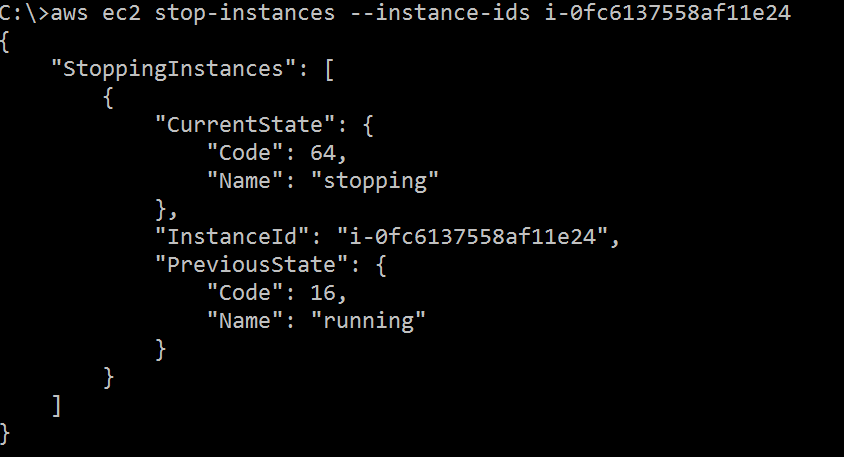 C:\>aws ec2 stop-instances --instance-ids i-0fc6137558af11e24
{
    "StoppingInstances": [
        {
            "CurrentState": {
                "Code": 64,
                "Name": "stopping"
            },
            "InstanceId": "i-0fc6137558af11e24",
            "PreviousState": {
                "Code": 16,
                "Name": "running"
            }
        }
    ]
}